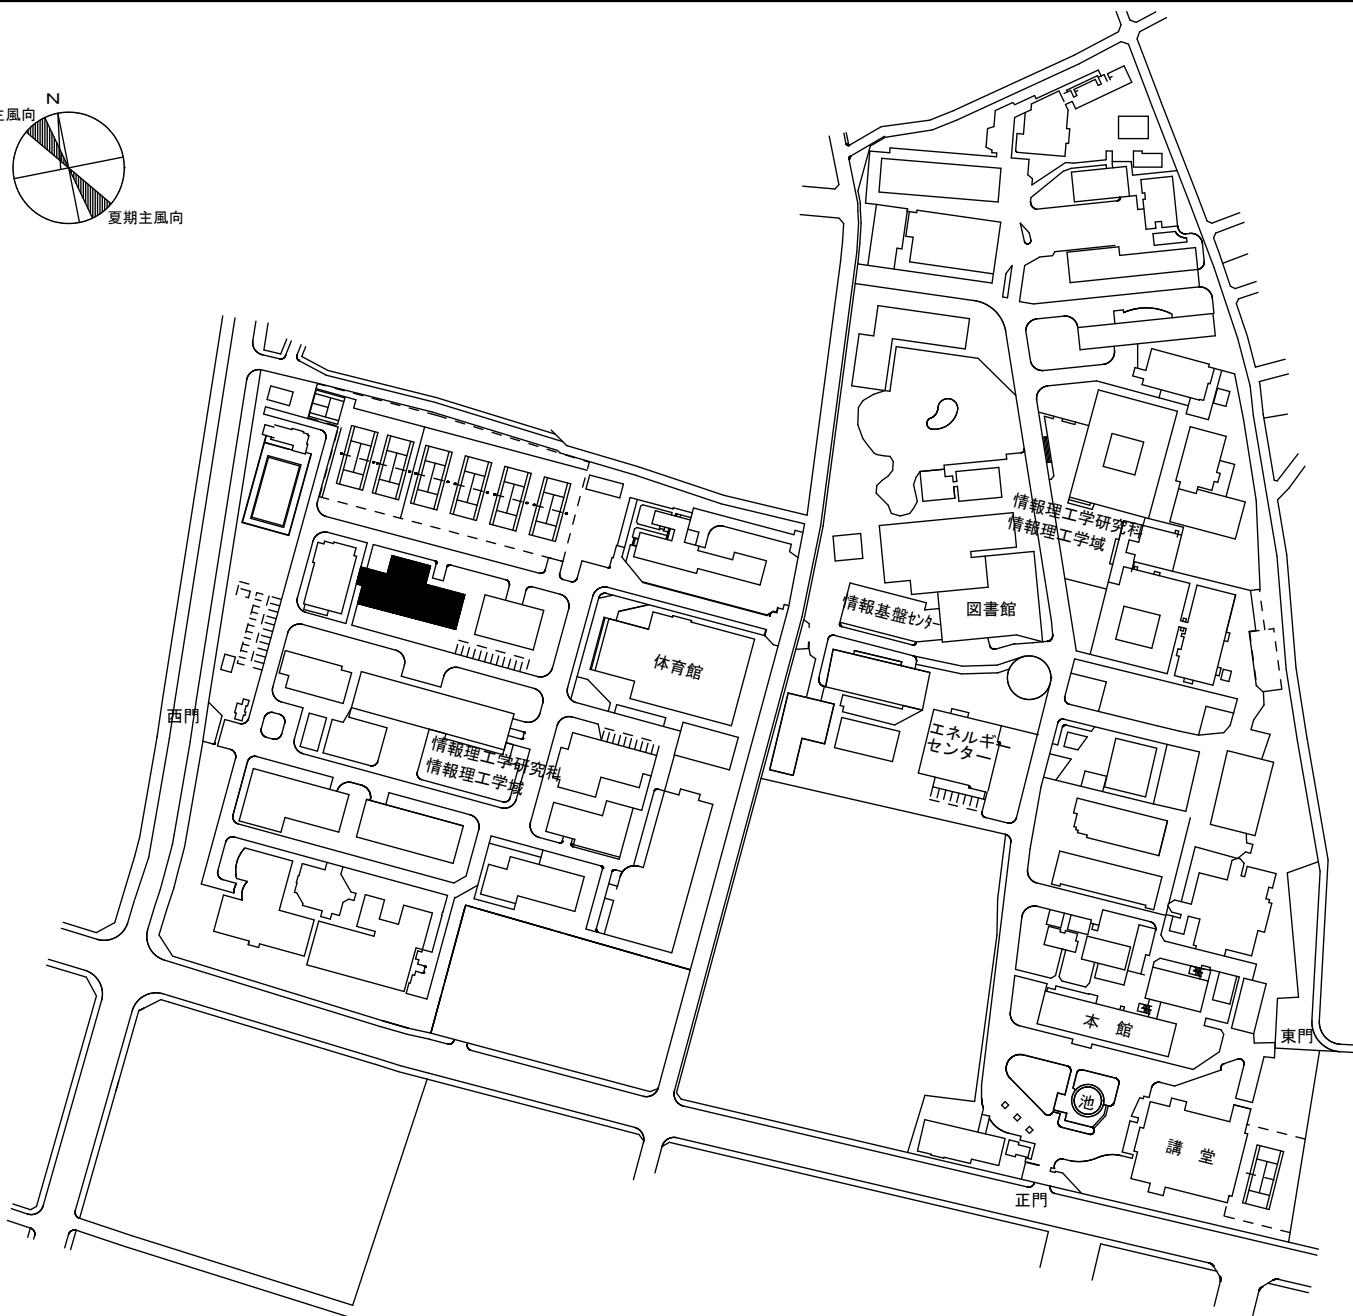 N
主風向
夏期主風向
情報理工学研究科
情報理工学域
情報基盤センター
図書館
体育館
西門
エネルギー
センター
情報理工学研究科
情報理工学域
本 館
東門
池
講 堂
正門